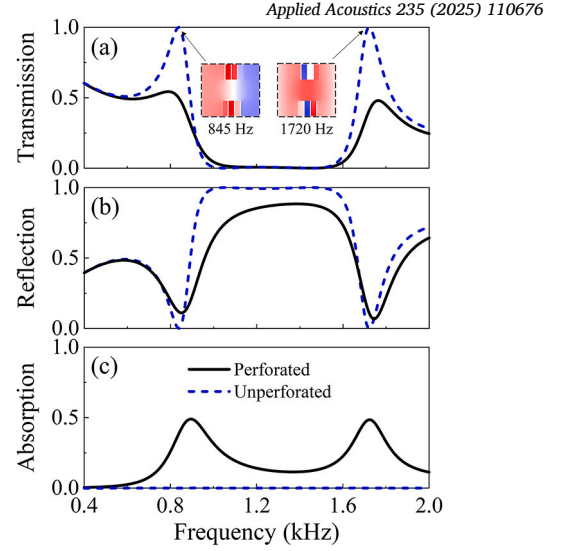 Applied Acoustics 235 (2025) 110676
1.0
(a)
Transmission
0.5
845 Hz
1720 Hz
0.0
1.0
(b)
Reflection
0.5
0.0
1.0
(c)
Perforated
Unperforated
Absorption
0.5
0.0
0.4
0.8
1.2
1.6
2.0
Frequency (kHz)